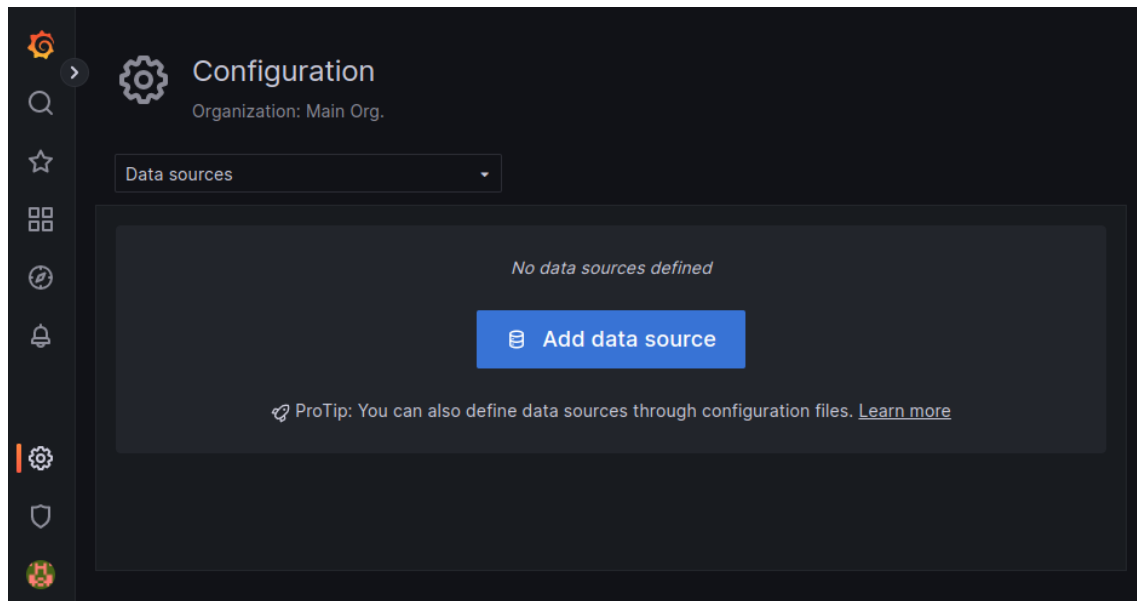 Configuration
Organization: Main Org.
Data sources
No data sources defined
Add data source
ProTip: You can also define data sources through configuration files. Learn more